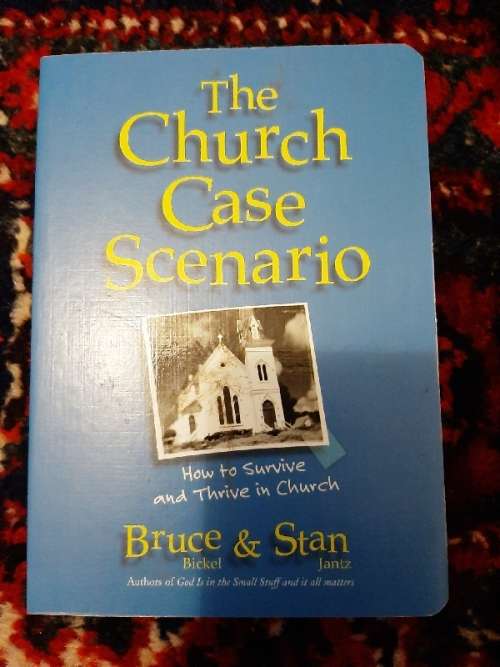 The
Church
Case
Scenario
How to Survive
and Thrive in Church
Bruce & Stan
Bickel Jantz
Authors of God Is in the Small Stuff and it all matters